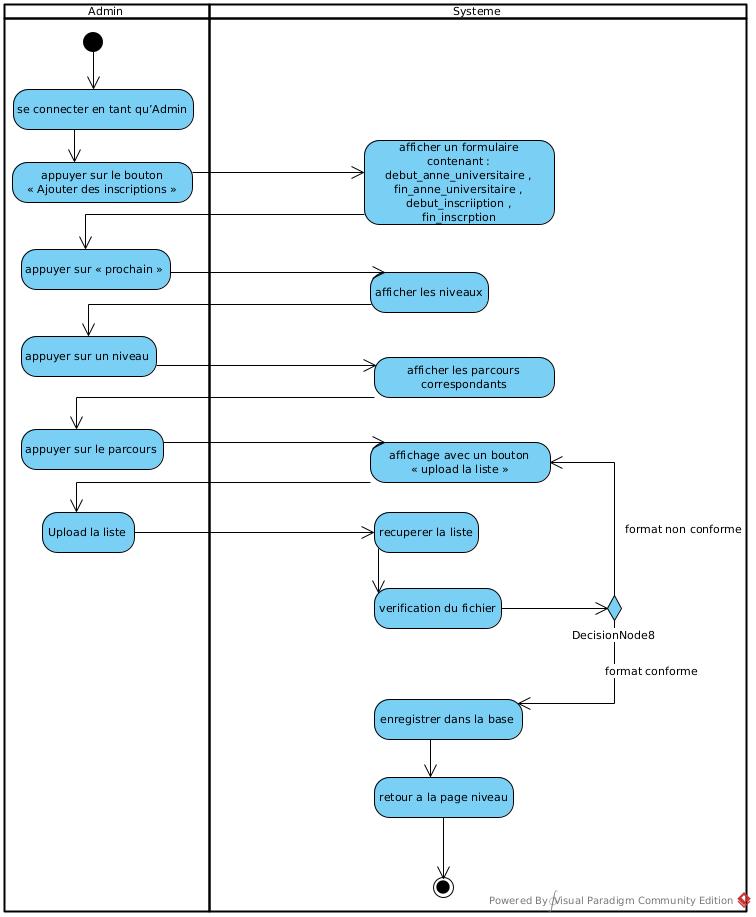 Admin
Systeme
se connecter en tant qu'Admin
appuyer sur le bouton
« Ajouter des inscriptions »
afficher un formulaire
contenant :
debut_anne_universitaire ,
fin_anne_universitaire ,
debut_inscriiption ,
fin_inscrption
appuyer sur « prochain »
afficher les niveaux
appuyer sur un niveau
afficher les parcours
correspondants
appuyer sur le parcours
affichage avec un bouton
« upload la liste »
Upload la liste
recuperer la liste
format non conforme
verification du fichier
DecisionNode8
format conforme
enregistrer dans la base
retour a la page niveau
Powered By Visual Paradigm Community Edition